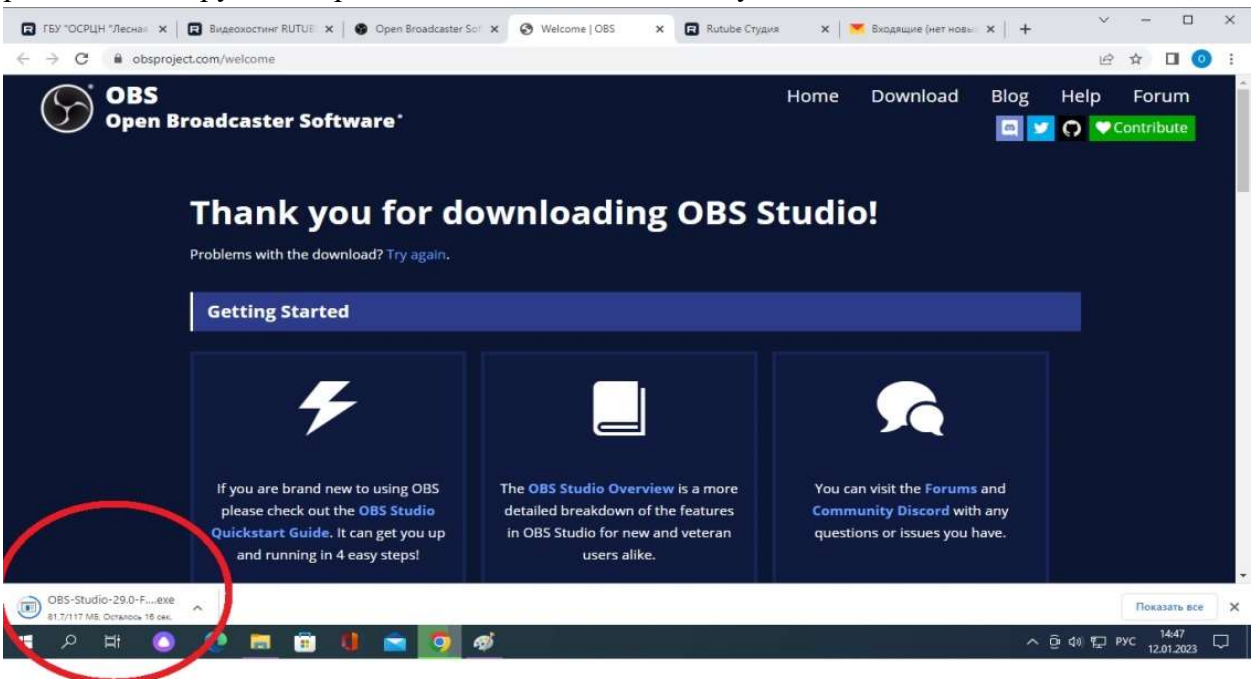 ГБУ "ОСРЦН "Лесная
Видеохостинг RUTUB
Open Broadcaster Sof
Welcome | OBS
Rutube Студия
Входящие (нет новы
obsproject.com/welcome
OBS
Open Broadcaster Software
Home Download Blog Help Forum
Contribute
Thank you for downloading OBS Studio!
Problems with the download? Try again.
Getting Started
If you are brand new to using OBS
please check out the OBS Studio
Quickstart Guide. It can get you up
and running in 4 easy steps!
The OBS Studio Overview is a more
detailed breakdown of the features
in OBS Studio for new and veteran
users alike.
You can visit the Forums and
Community Discord with any
questions or issues you have.
OBS-Studio-29.0-F....exe
81,7/117 МБ, Осталось 16 сек.
Показать все
РУС
14:47
12.01.2023